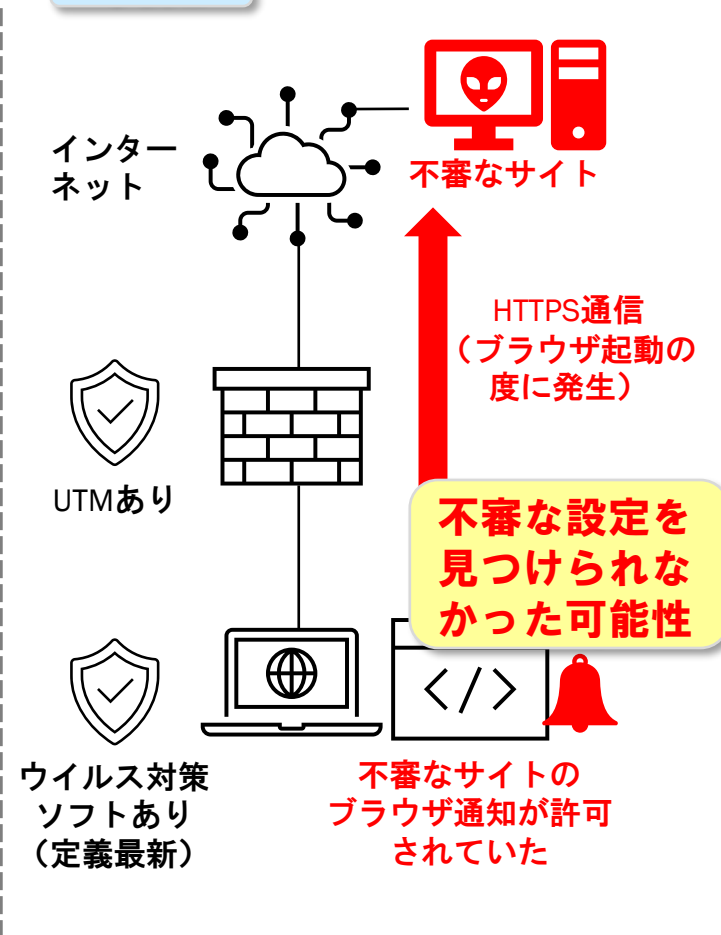 インター
ネット
不審なサイト
HTTPS通信
（ブラウザ起動の
度に発生）
UTMあり
不審な設定を
見つけられな
かった可能性
</>
ウイルス対策
ソフトあり
（定義最新）
不審なサイトの
ブラウザ通知が許可
されていた